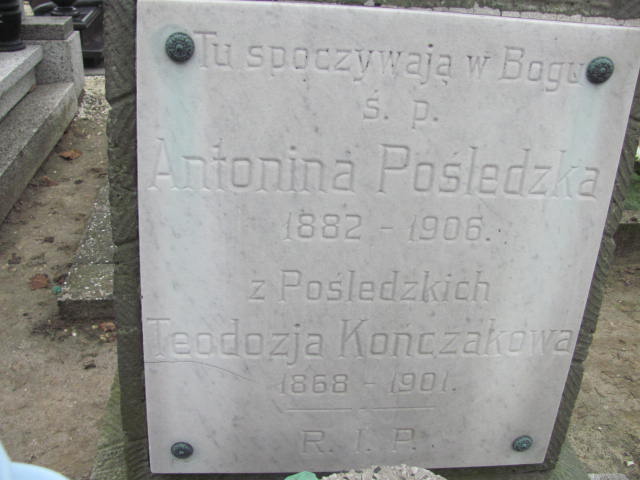 Tu spoczywają w Bogu
ś. p.
Antonina Pośledzka
1882 - 1906.
z Pośledzkich
Teodozja Kończakowa
1868 - 1901.
R. I. P.